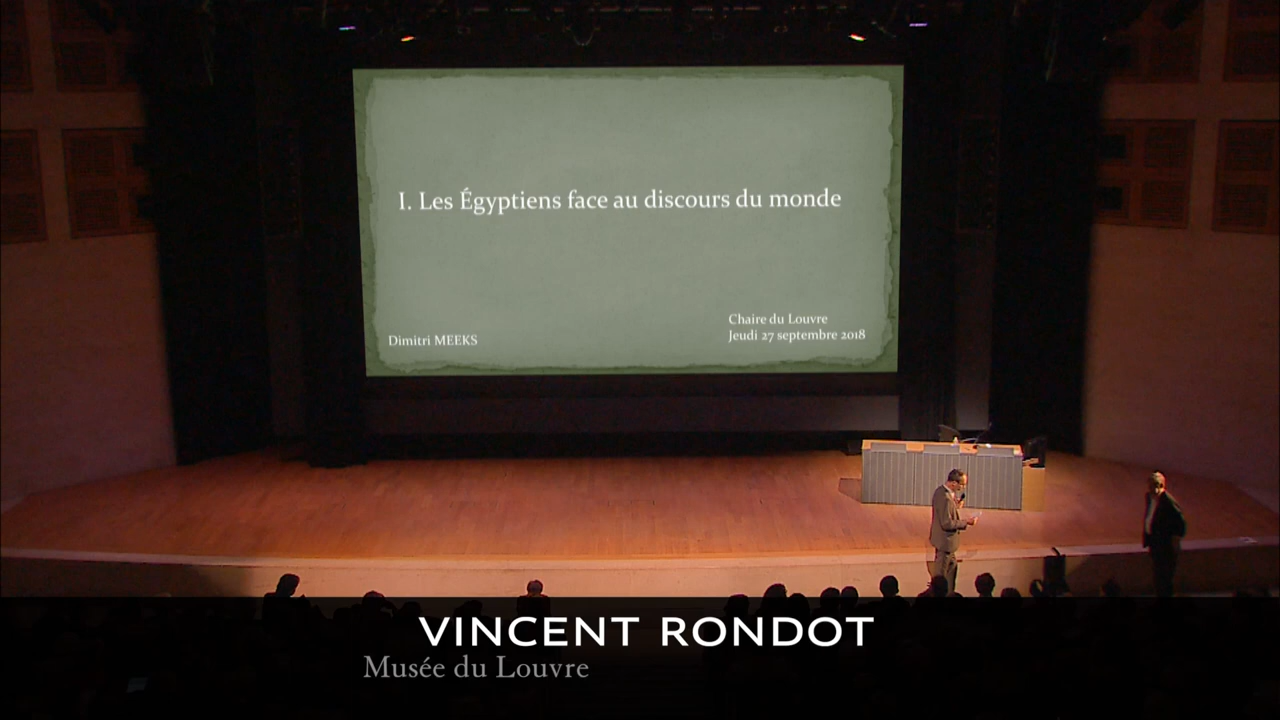 I. Les Égyptiens face au discours du monde
Dimitri MEEKS
Chaire du Louvre
Jeudi 27 septembre 2018
VINCENT RONDOT
Musée du Louvre